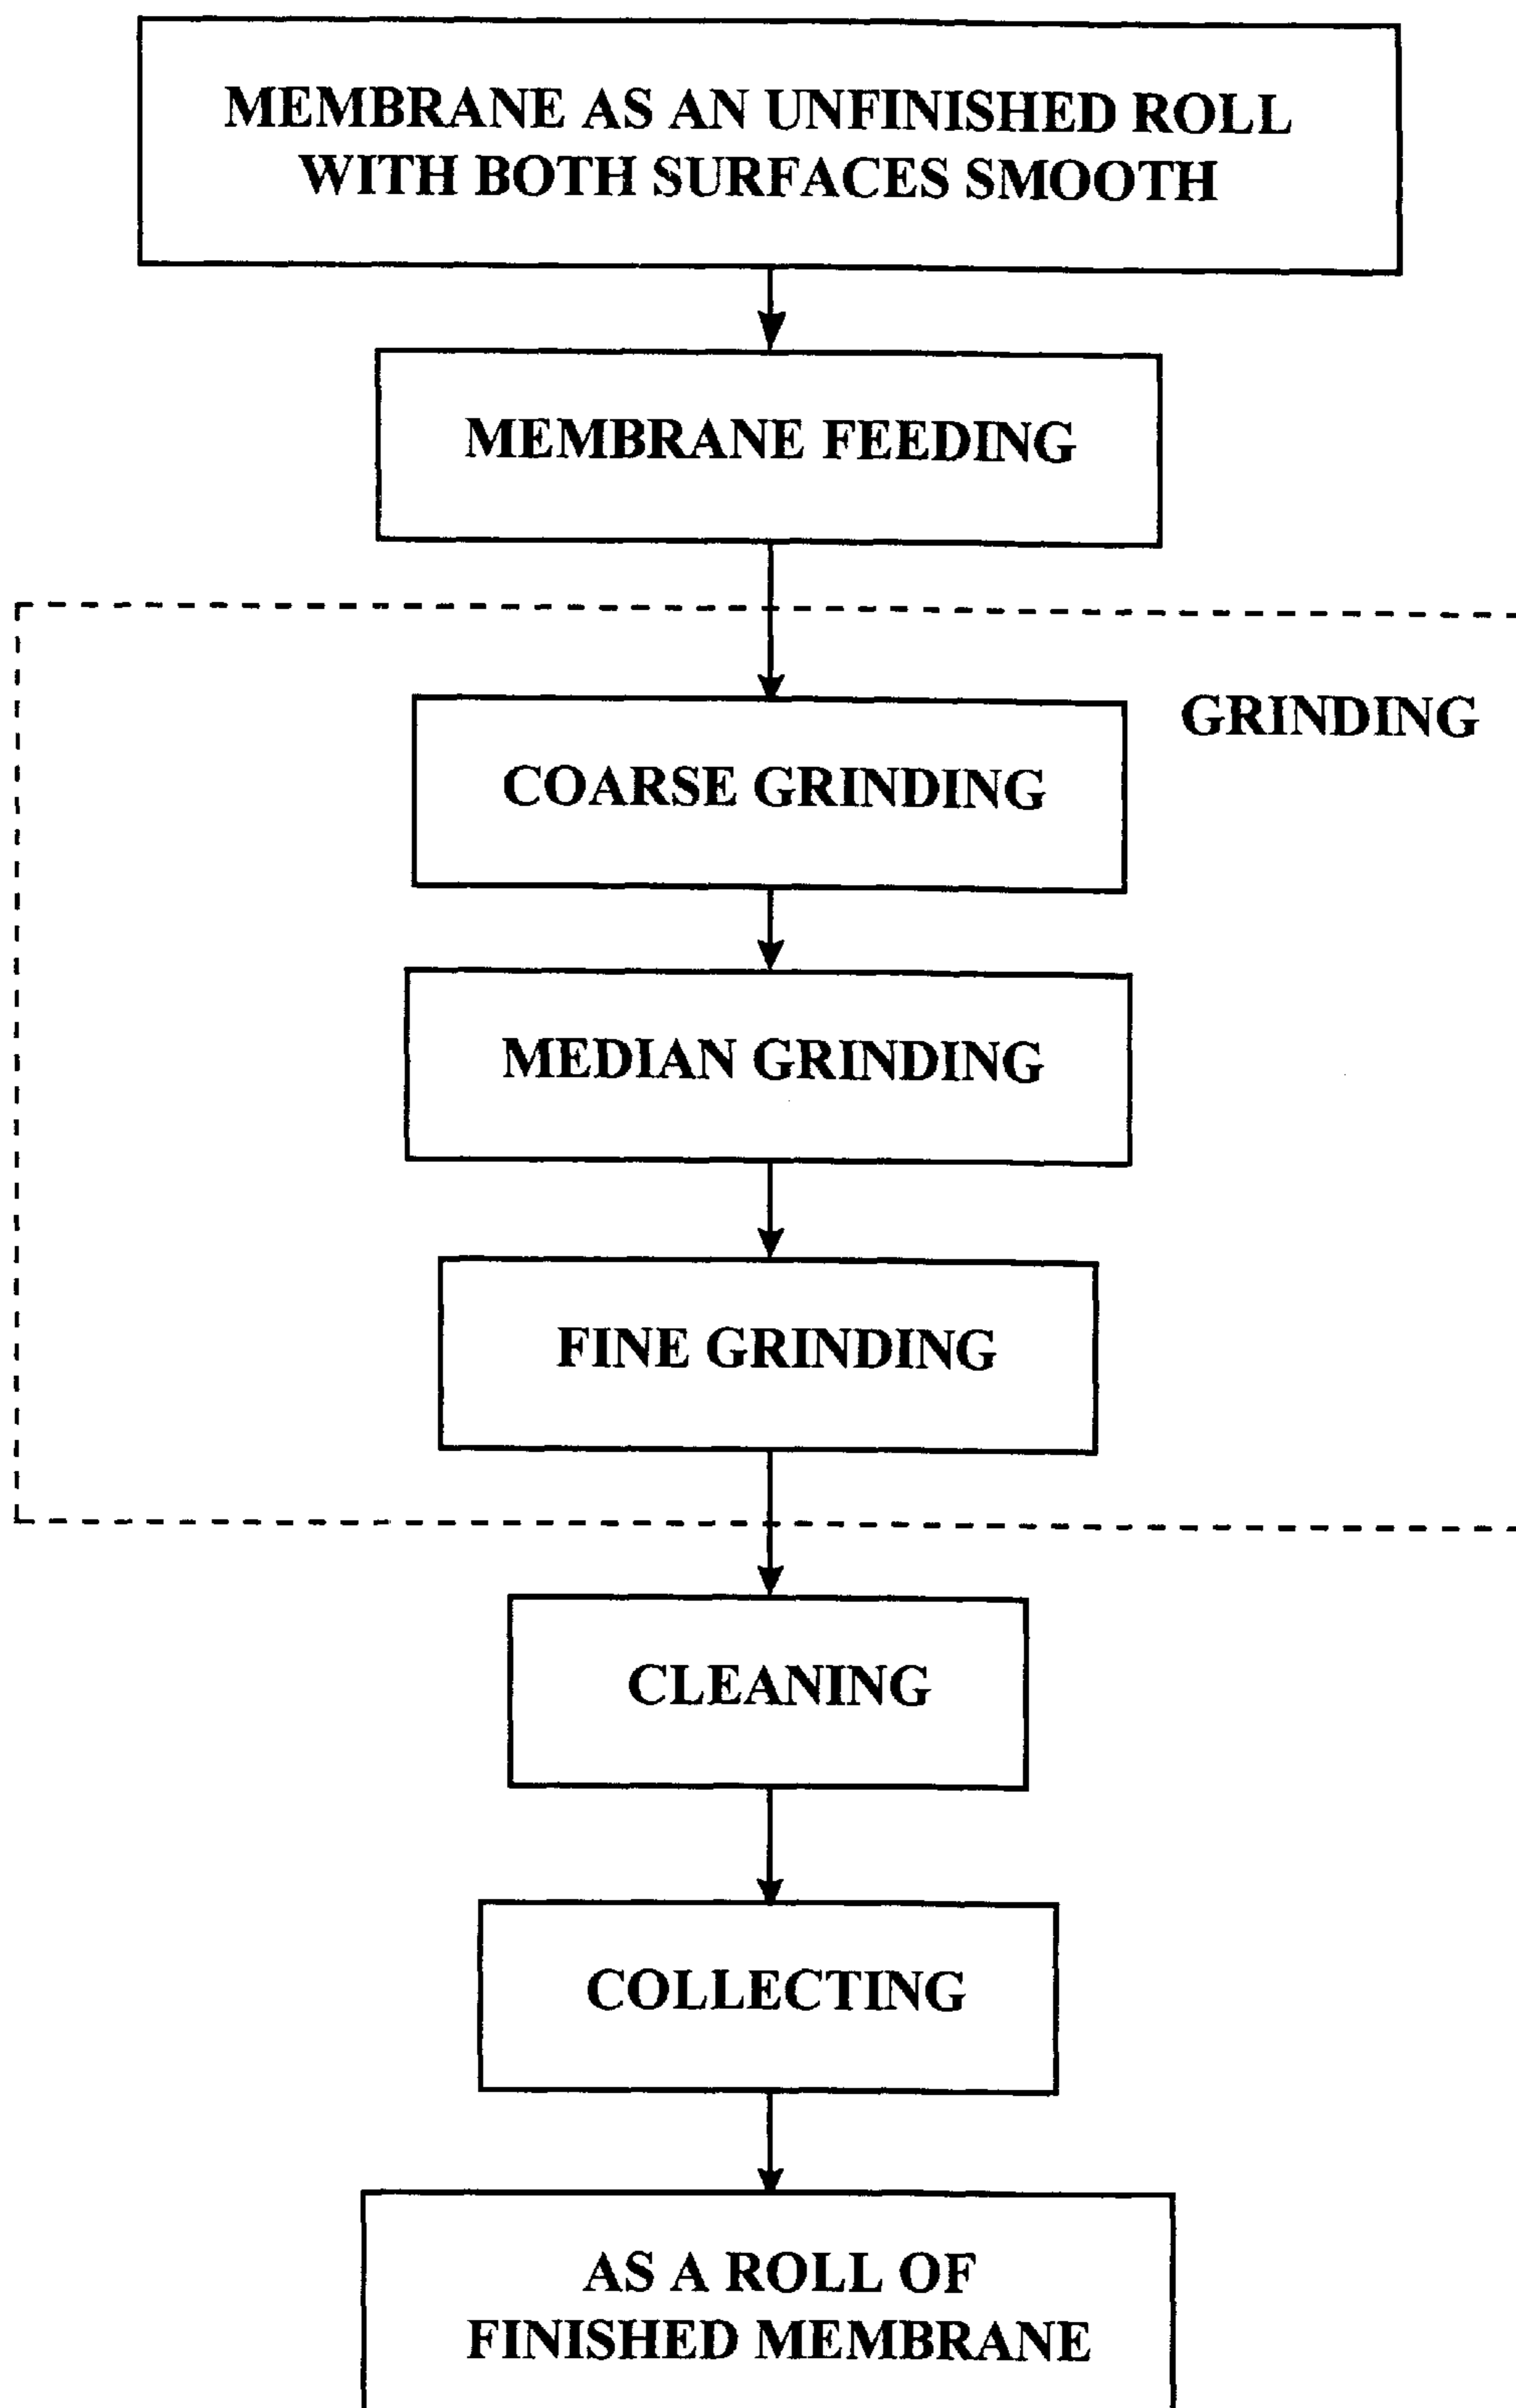 MEMBRANE AS AN UNFINISHED ROLL
WITH BOTH SURFACES SMOOTH
MEMBRANE FEEDING
GRINDING
COARSE GRINDING
MEDIAN GRINDING
FINE GRINDING
CLEANING
COLLECTING
AS A ROLL OF
FINISHED MEMBRANE